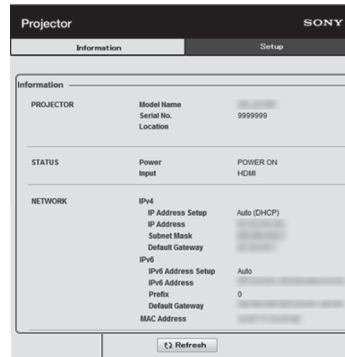 Projector SONY
Information Setup
Information
PROJECTOR Model Name
Serial No. 9999999
Location
STATUS Power POWER ON
Input HDMI
NETWORK IPv4
IP Address Setup Auto (DHCP)
IP Address
Subnet Mask
Default Gateway
IPv6
IPv6 Address Setup Auto
IPv6 Address
Prefix 0
Default Gateway
MAC Address
Refresh